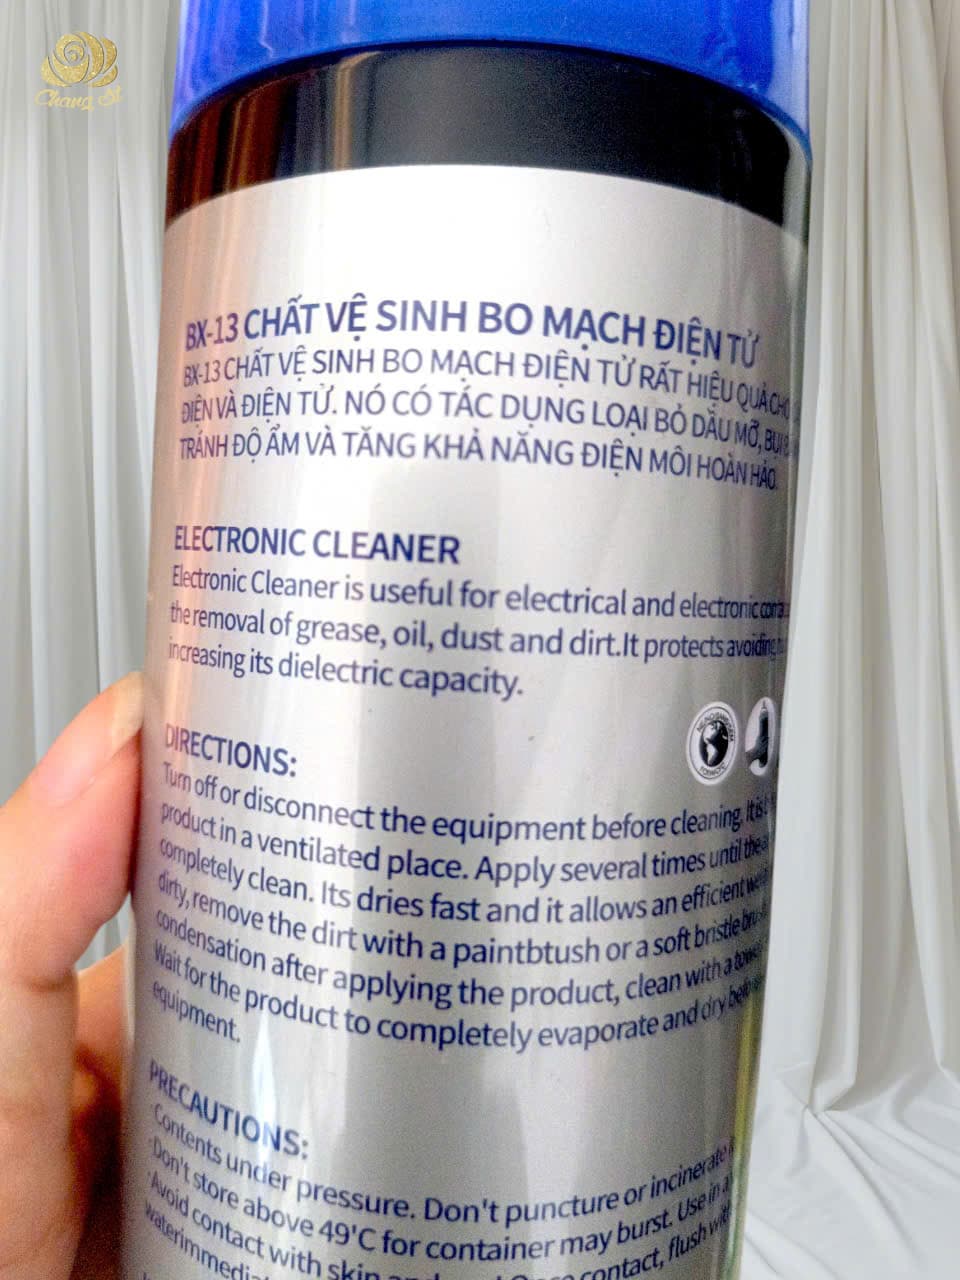 Chang Si
BX-13 CHẤT VỆ SINH BO MẠCH ĐIỆN TỬ
BX-13 CHẤT VỆ SINH BO MẠCH ĐIỆN TỬ RẤT HIỆU QUẢ CHO
ĐIỆN VÀ ĐIỆN TỬ. NÓ CÓ TÁC DỤNG LOẠI BỎ DẦU MỠ, BỤI
TRÁNH ĐỘ ẨM VÀ TĂNG KHẢ NĂNG ĐIỆN MÔI HOÀN HẢO.
ELECTRONIC CLEANER
Electronic Cleaner is useful for electrical and electronic
the removal of grease, oil, dust and dirt.It protects avoiding
increasing its dielectric capacity.
DIRECTIONS:
Turn off or disconnect the equipment before cleaning. It is
product in a ventilated place. Apply several times until the
completely clean. Its dries fast and it allows an efficient
dirty, remove the dirt with a paintbtush or a soft bristle
condensation after applying the product, clean with a
Wait for the product to completely evaporate and dry
equipment.
PRECAUTIONS:
·Contents under pressure. Don't puncture or incinerate
·Don't store above 49'C for container may burst. Use in a
·Avoid contact with skin contact, flush with